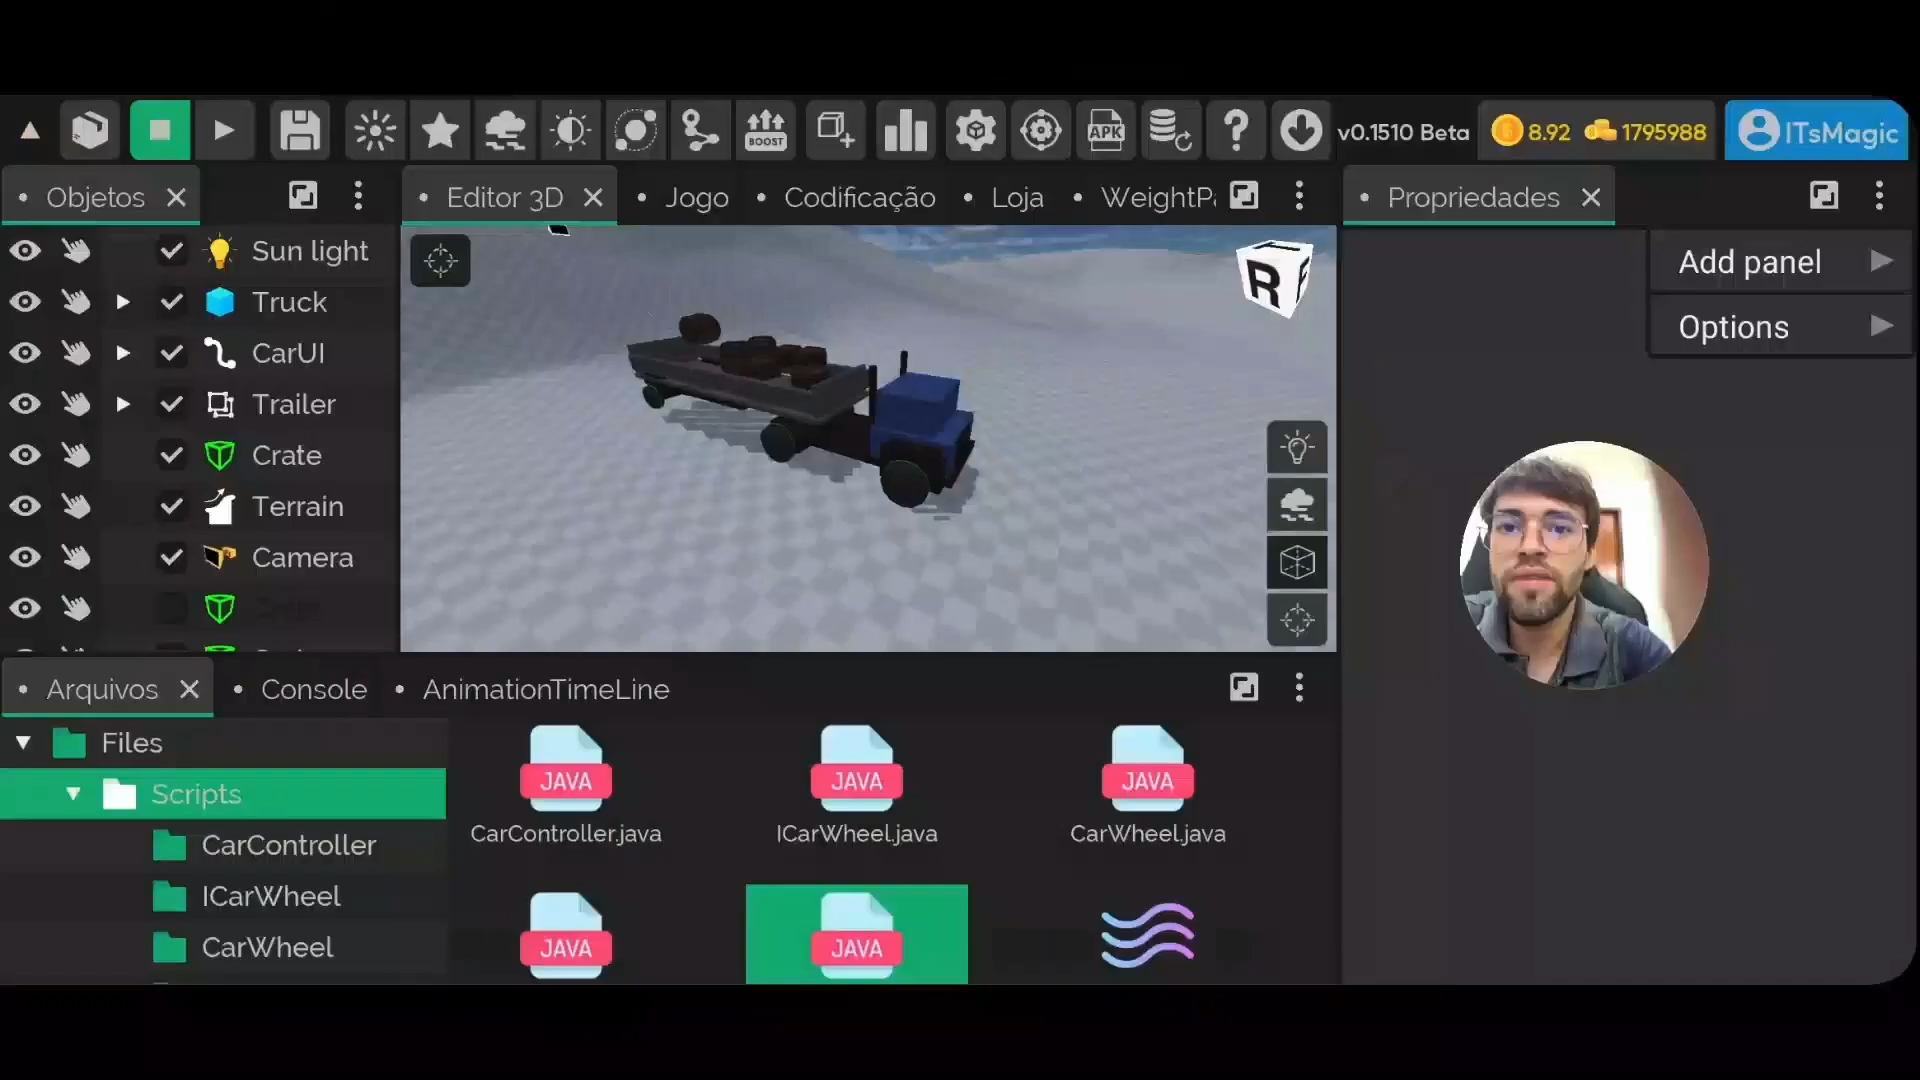 BOOST
APK
v0.1510 Beta
8.92
1795988
ITsMagic
Objetos
Editor 3D
Jogo
Codificação
Loja
WeightPa
Propriedades
Sun light
Truck
CarUI
Trailer
Crate
Terrain
Camera
R
Add panel
Options
Arquivos
Console
AnimationTimeLine
Files
Scripts
CarController
ICarWheel
CarWheel
JAVA
JAVA
JAVA
CarController.java
ICarWheel.java
CarWheel.java
JAVA
JAVA